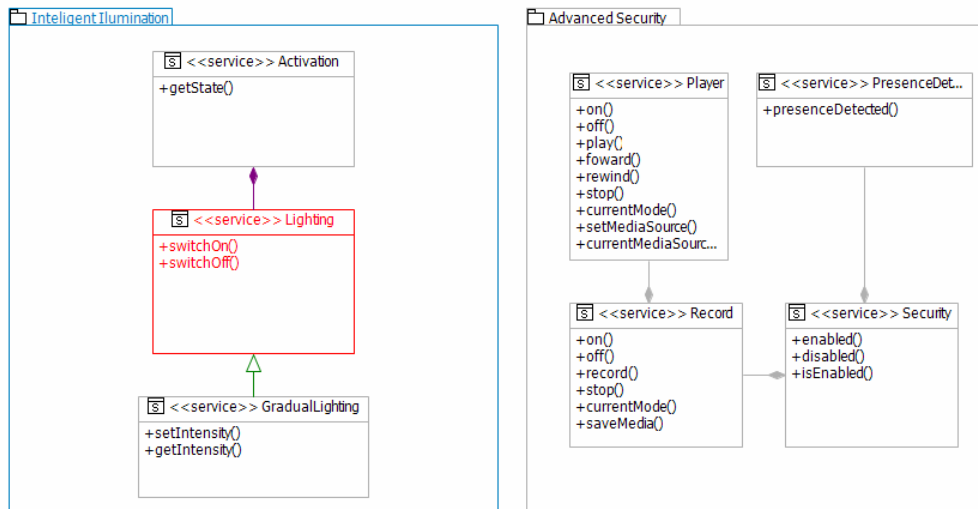 Inteligent Ilumination
<<service>> Activation
+getState()
<<service>> Lighting
+switchOn()
+switchOff()
<<service>> GradualLighting
+setIntensity()
+getIntensity()
Advanced Security
<<service>> Player
+on()
+off()
+play()
+foward()
+rewind()
+stop()
+currentMode()
+setMediaSource()
+currentMediaSourc...
<<service>> PresenceDet...
+presenceDetected()
<<service>> Record
+on()
+off()
+record()
+stop()
+currentMode()
+saveMedia()
<<service>> Security
+enabled()
+disabled()
+isEnabled()